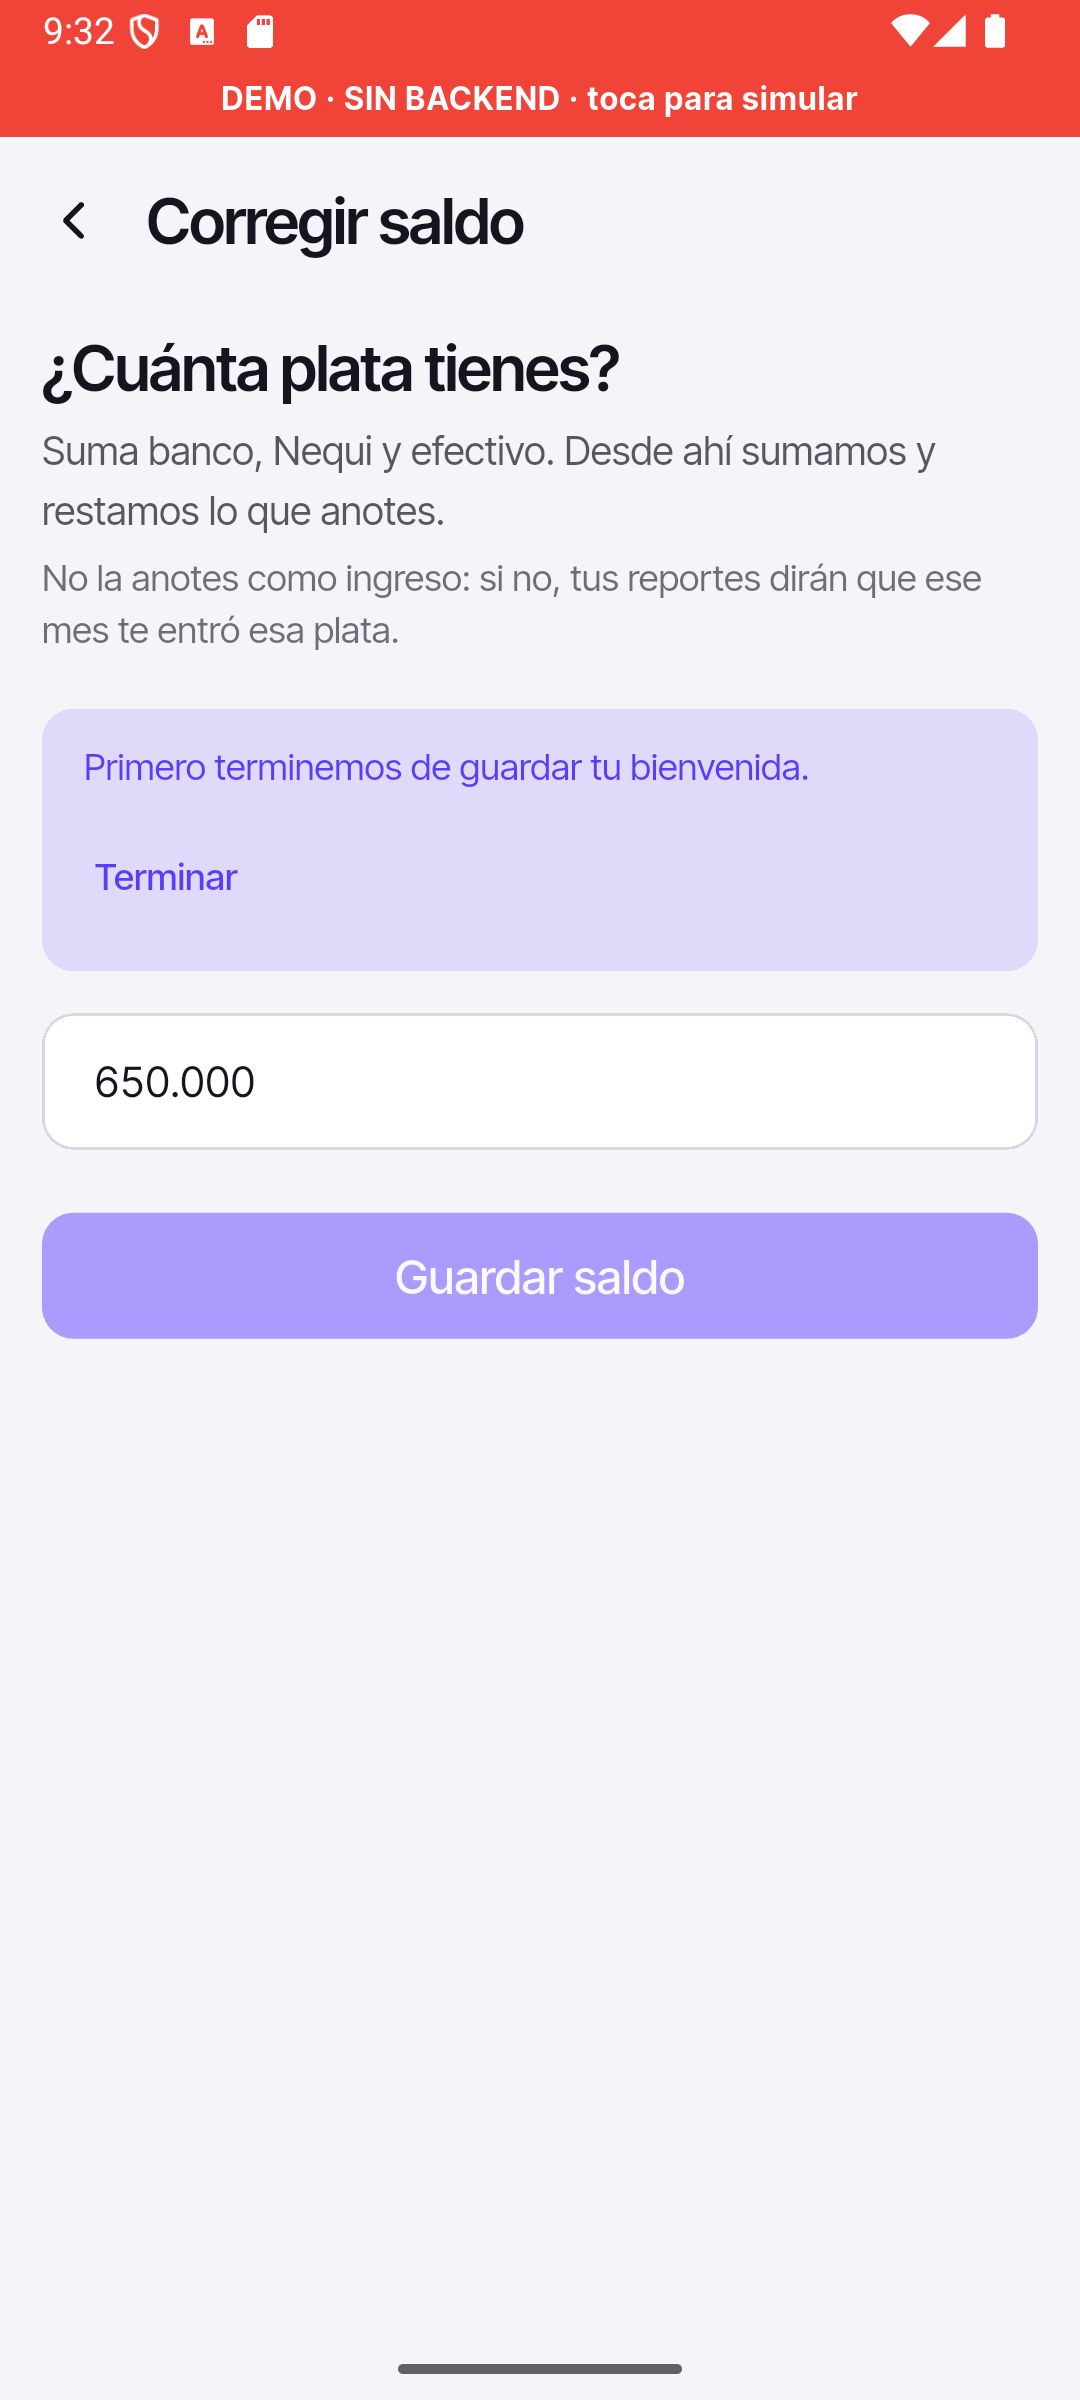 9:32
DEMO · SIN BACKEND · toca para simular
Corregir saldo
¿Cuánta plata tienes?
Suma banco, Nequi y efectivo. Desde ahí sumamos y
restamos lo que anotes.
No la anotes como ingreso: si no, tus reportes dirán que ese
mes te entró esa plata.
Primero terminemos de guardar tu bienvenida.
Terminar
650.000
Guardar saldo